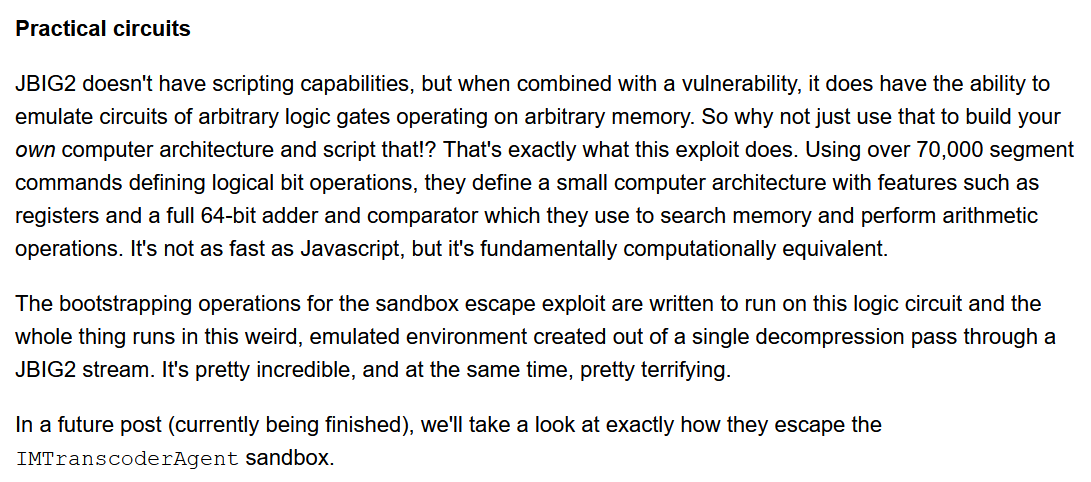 Practical circuits
JBIG2 doesn't have scripting capabilities, but when combined with a vulnerability, it does have the ability to
emulate circuits of arbitrary logic gates operating on arbitrary memory. So why not just use that to build your
own computer architecture and script that!? That's exactly what this exploit does. Using over 70,000 segment
commands defining logical bit operations, they define a small computer architecture with features such as
registers and a full 64-bit adder and comparator which they use to search memory and perform arithmetic
operations. It's not as fast as Javascript, but it's fundamentally computationally equivalent.
The bootstrapping operations for the sandbox escape exploit are written to run on this logic circuit and the
whole thing runs in this weird, emulated environment created out of a single decompression pass through a
JBIG2 stream. It's pretty incredible, and at the same time, pretty terrifying.
In a future post (currently being finished), we'll take a look at exactly how they escape the
IMTranscoderAgent sandbox.